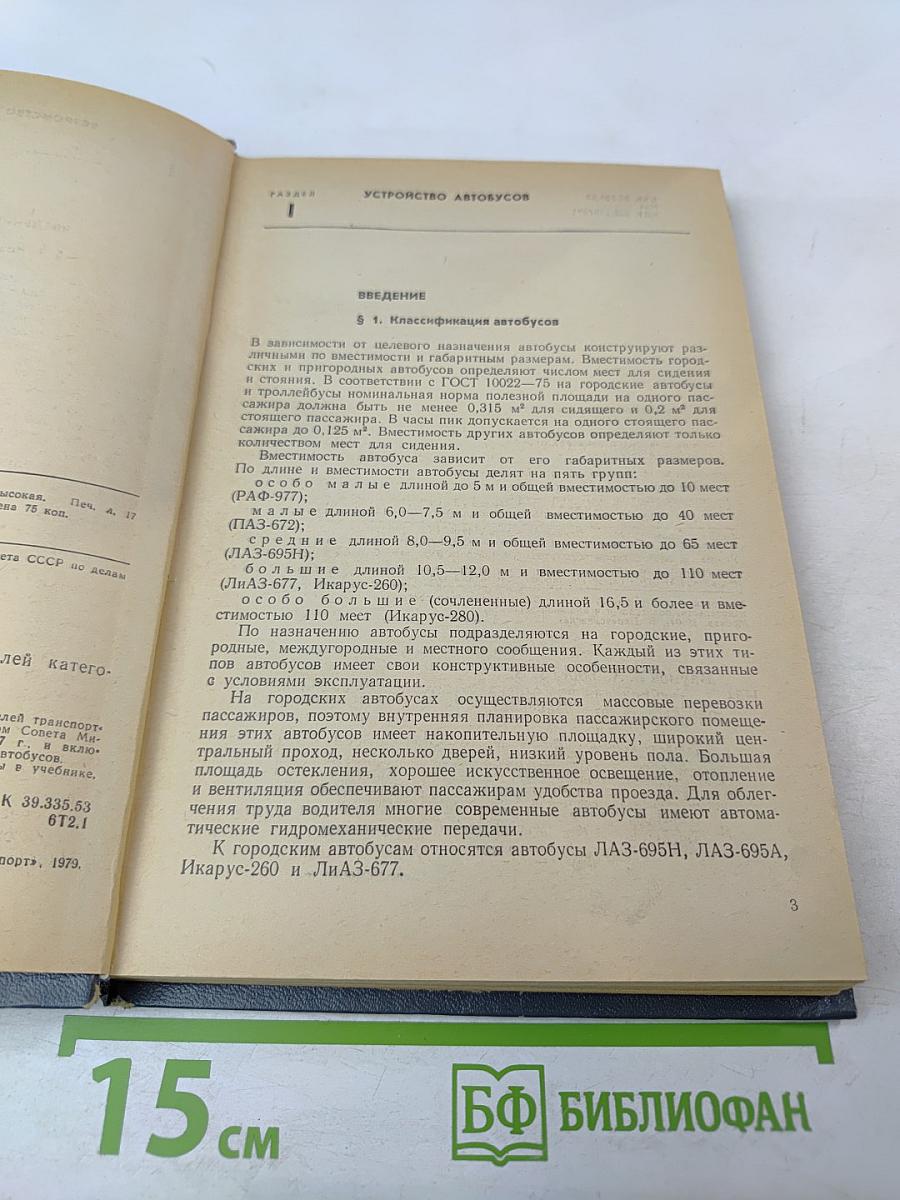 ысокая. Печ. л. 17
ена 75 коп.
ета СССР по делам
лей катего-
лей транспорт-
ом Совета Ми-
7 г., и вклю-
втобусов.
ы в учебнике.
К 39.335.53
6Т2.1
порт», 1979.
РАЗДЕЛ
I
УСТРОЙСТВО АВТОБУСОВ
ВВЕДЕНИЕ
§ 1. Классификация автобусов
В зависимости от целевого назначения автобусы конструируют раз-
личными по вместимости и габаритным размерам. Вместимость город-
ских и пригородных автобусов определяют числом мест для сидения
и стояния. В соответствии с ГОСТ 10022—75 на городские автобусы
и троллейбусы номинальная норма полезной площади на одного пас-
сажира должна быть не менее 0,315 м² для сидящего и 0,2 м² для
стоящего пассажира. В часы пик допускается на одного стоящего пас-
сажира до 0,125 м². Вместимость других автобусов определяют только
количеством мест для сидения.
Вместимость автобуса зависит от его габаритных размеров.
По длине и вместимости автобусы делят на пять групп:
особо малые длиной до 5 м и общей вместимостью до 10 мест
(РАФ-977);
малые длиной 6,0—7,5 м и общей вместимостью до 40 мест
(ПАЗ-672);
средние длиной 8,0—9,5 м и общей вместимостью до 65 мест
(ЛАЗ-695Н);
большие длиной 10,5—12,0 м и вместимостью до 110 мест
(ЛиАЗ-677, Икарус-260);
особо большие (сочлененные) длиной 16,5 и более и вме-
стимостью 110 мест (Икарус-280).
По назначению автобусы подразделяются на городские, приго-
родные, междугородные и местного сообщения. Каждый из этих ти-
пов автобусов имеет свои конструктивные особенности, связанные
с условиями эксплуатации.
На городских автобусах осуществляются массовые перевозки
пассажиров, поэтому внутренняя планировка пассажирского помеще-
ния этих автобусов имеет накопительную площадку, широкий цен-
тральный проход, несколько дверей, низкий уровень пола. Большая
площадь остекления, хорошее искусственное освещение, отопление
и вентиляция обеспечивают пассажирам удобства проезда. Для облег-
чения труда водителя многие современные автобусы имеют автома-
тические гидромеханические передачи.
К городским автобусам относятся автобусы ЛАЗ-695Н, ЛАЗ-695А,
Икарус-260 и ЛиАЗ-677.
3
15 см
БФ БИБЛИОФАН